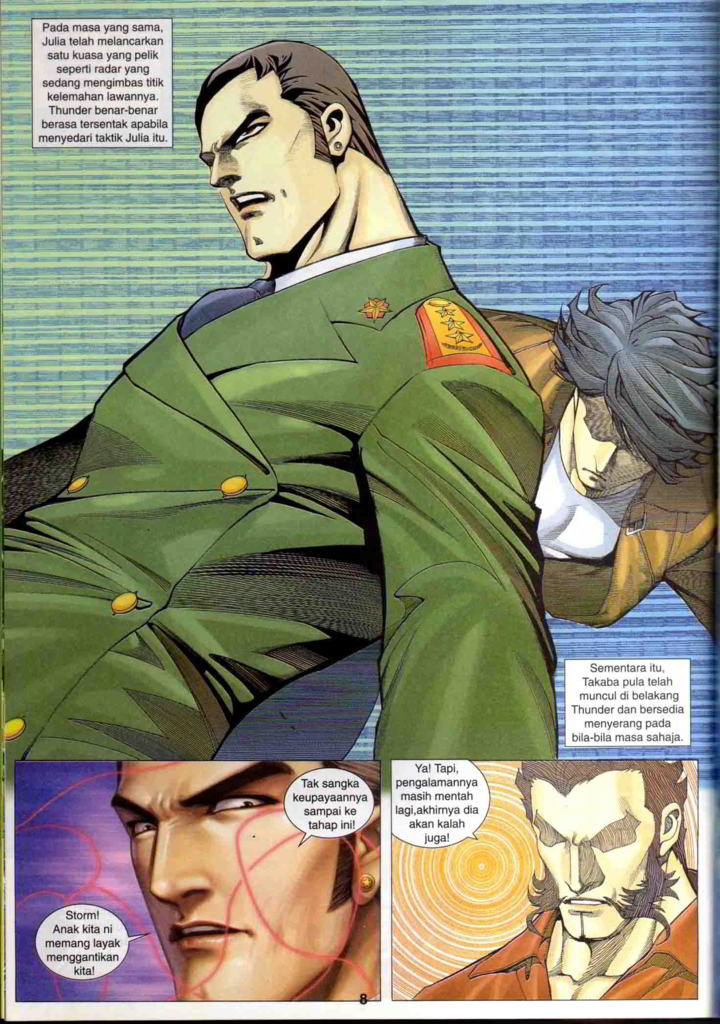 Pada masa yang sama,
Julia telah melancarkan
satu kuasa yang pelik
seperti radar yang
sedang mengimbas titik
kelemahan lawannya.
Thunder benar-benar
berasa tersentak apabila
menyedari taktik Julia itu.
Sementara itu,
Takaba pula telah
muncul di belakang
Thunder dan bersedia
menyerang pada
bila-bila masa sahaja.
Tak sangka
keupayaannya
sampai ke
tahap ini!
Storm!
Anak kita ni
memang layak
menggantikan
kita!
Ya! Tapi,
pengalamannya
masih mentah
lagi,akhirnya dia
akan kalah
juga!
8